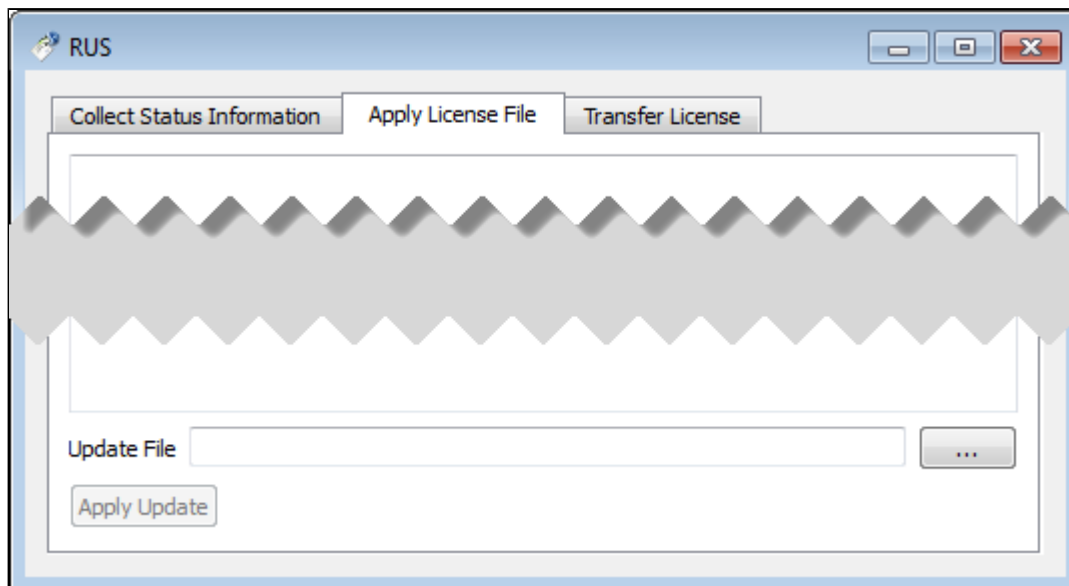 RUS
Collect Status Information
Apply License File
Transfer License
Update File
...
Apply Update